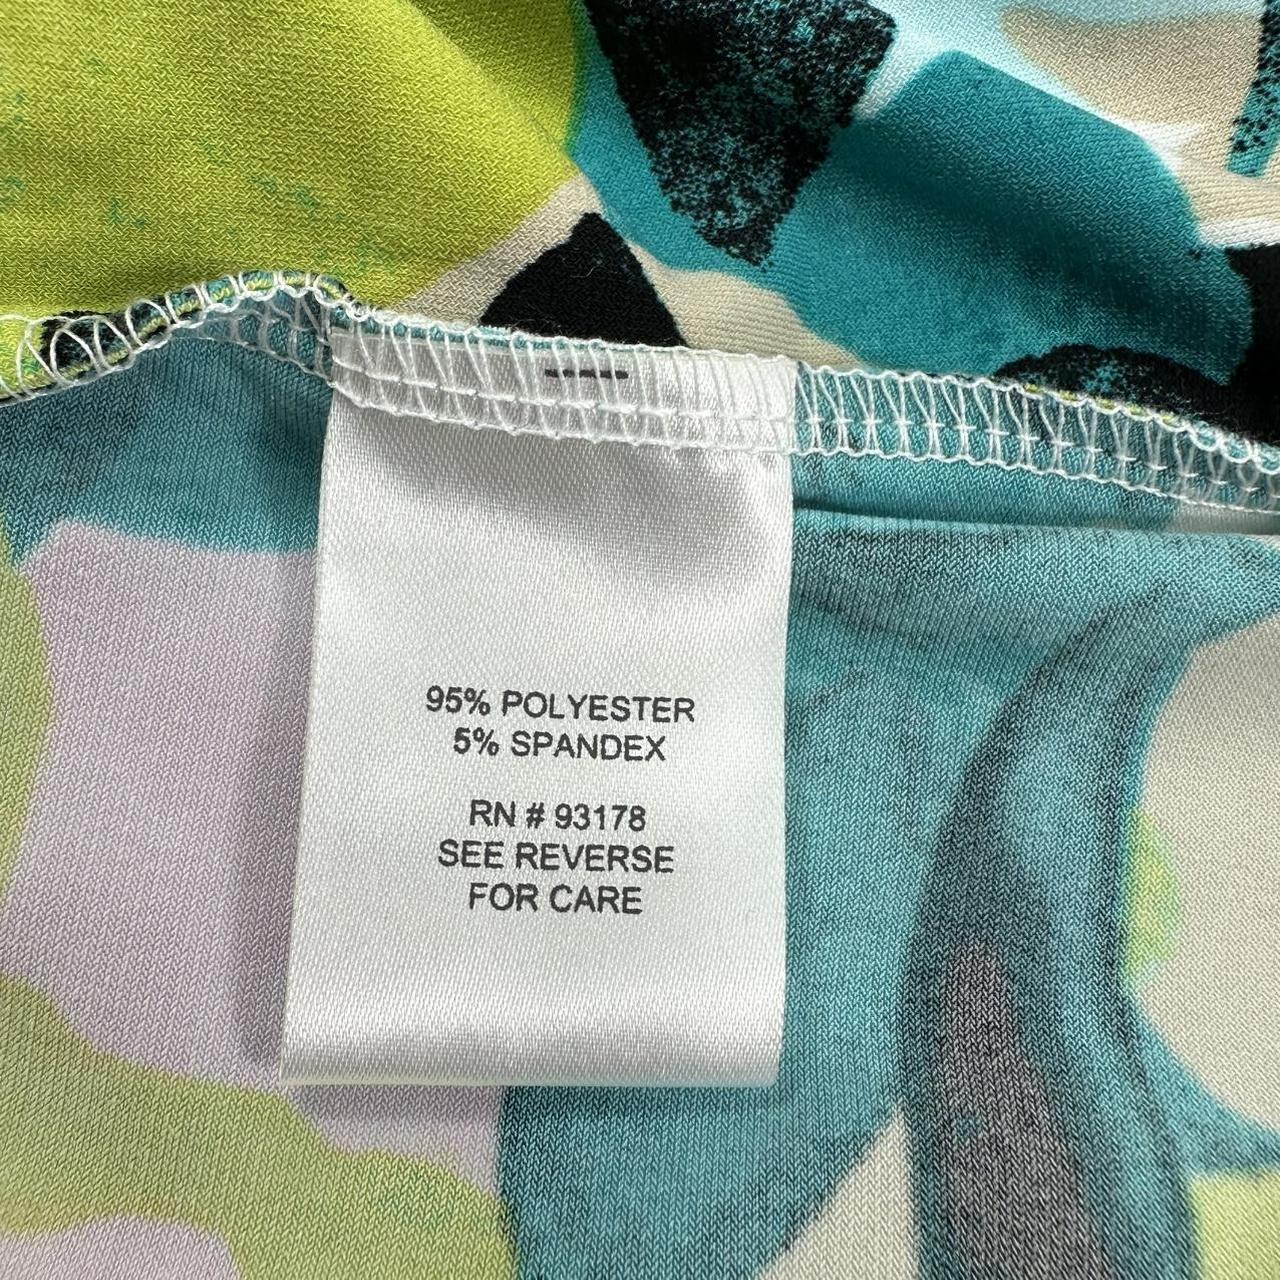 95% POLYESTER
5% SPANDEX
RN # 93178
SEE REVERSE
FOR CARE